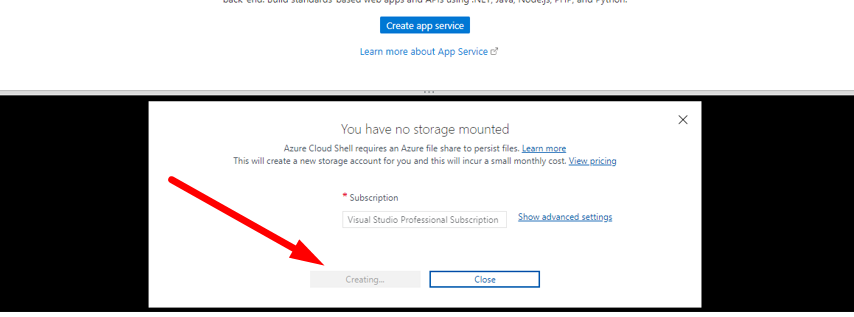 back-end. Build standards-based web apps and APIs using .NET, Java, Node.js, PHP, and Python.
Create app service
Learn more about App Service
You have no storage mounted
Azure Cloud Shell requires an Azure file share to persist files. Learn more
This will create a new storage account for you and this will incur a small monthly cost. View pricing
* Subscription
Visual Studio Professional Subscription
Show advanced settings
Creating...
Close